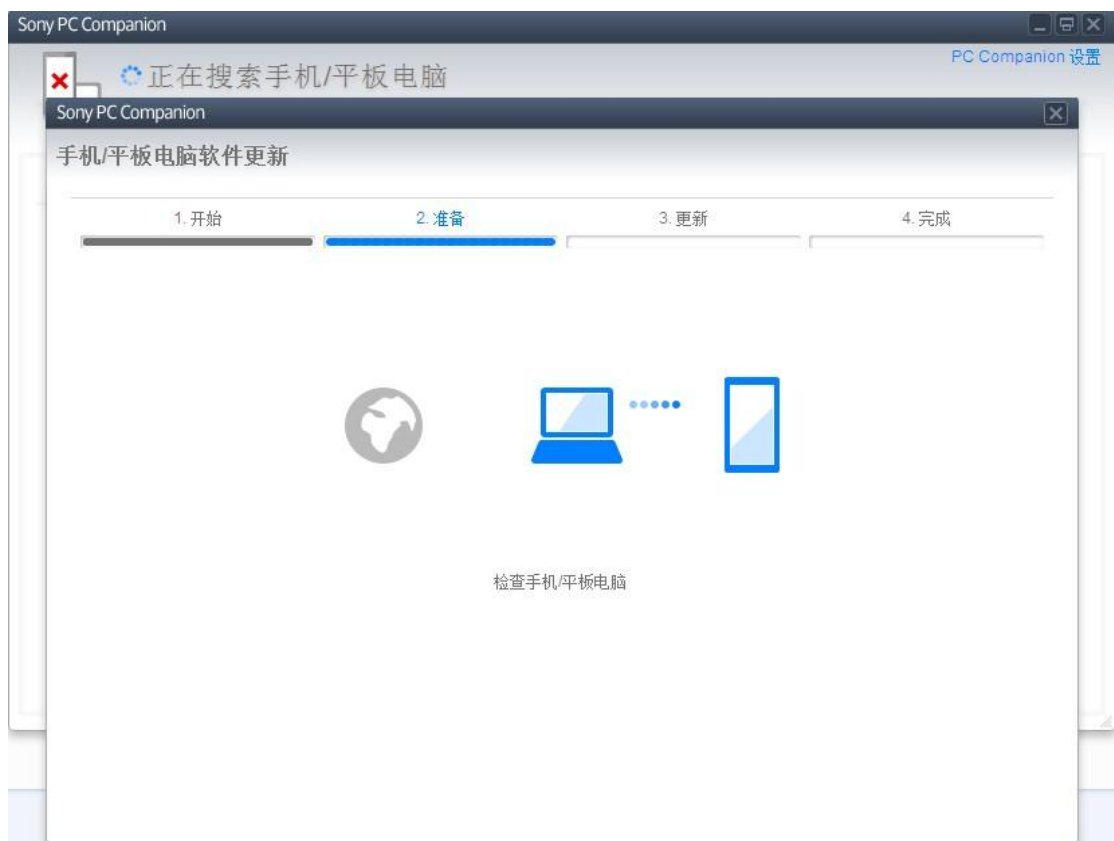 Sony PC Companion
PC Companion 设置
正在搜索手机/平板电脑
Sony PC Companion
手机/平板电脑软件更新
1. 开始
2. 准备
3. 更新
4. 完成
检查手机/平板电脑